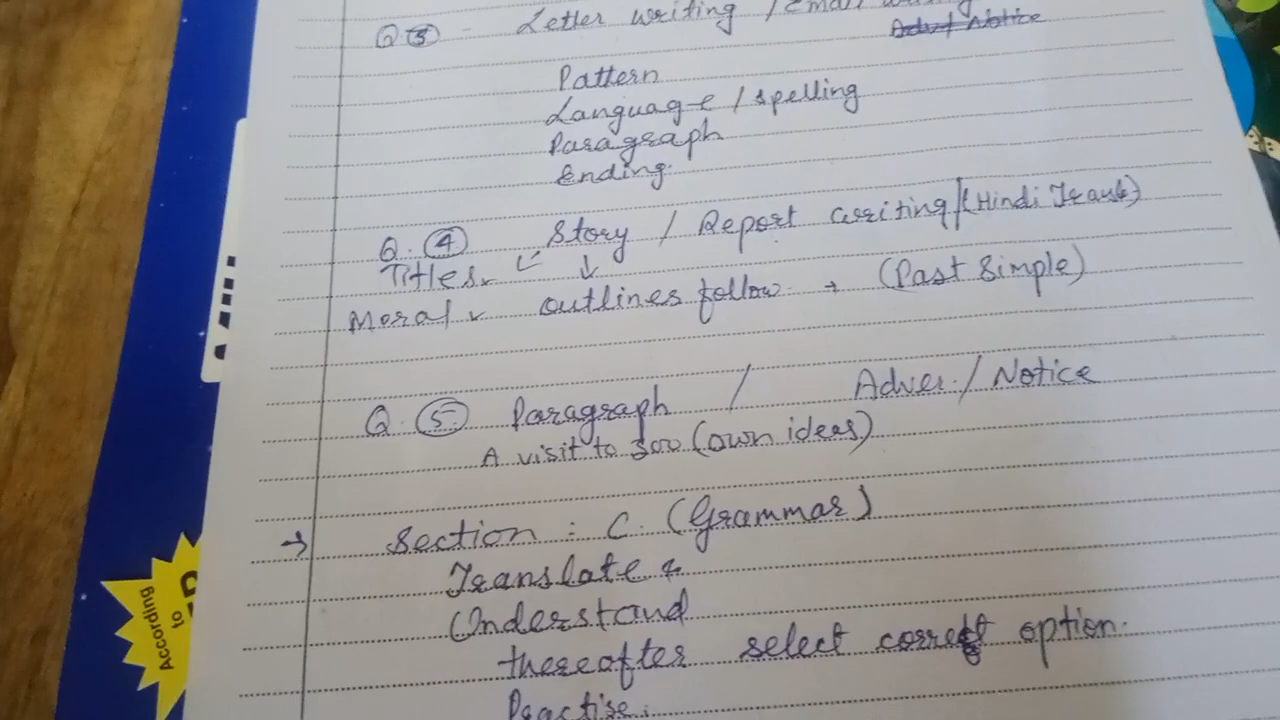 Q 3 - Letter writing / Email
Advet Notice
Pattern
Language / spelling
Paragraph
Ending.
Q. 4 Story / Report writing / (Hindi Trans)
Titles
Moral outlines follow → (Past Simple)
Q. 5. Paragraph / Adver. / Notice
A visit to zoo (own ideas)
→ Section : C. (Grammar)
Translate &
Understand
thereafter select correct option.
Practise.
According
to